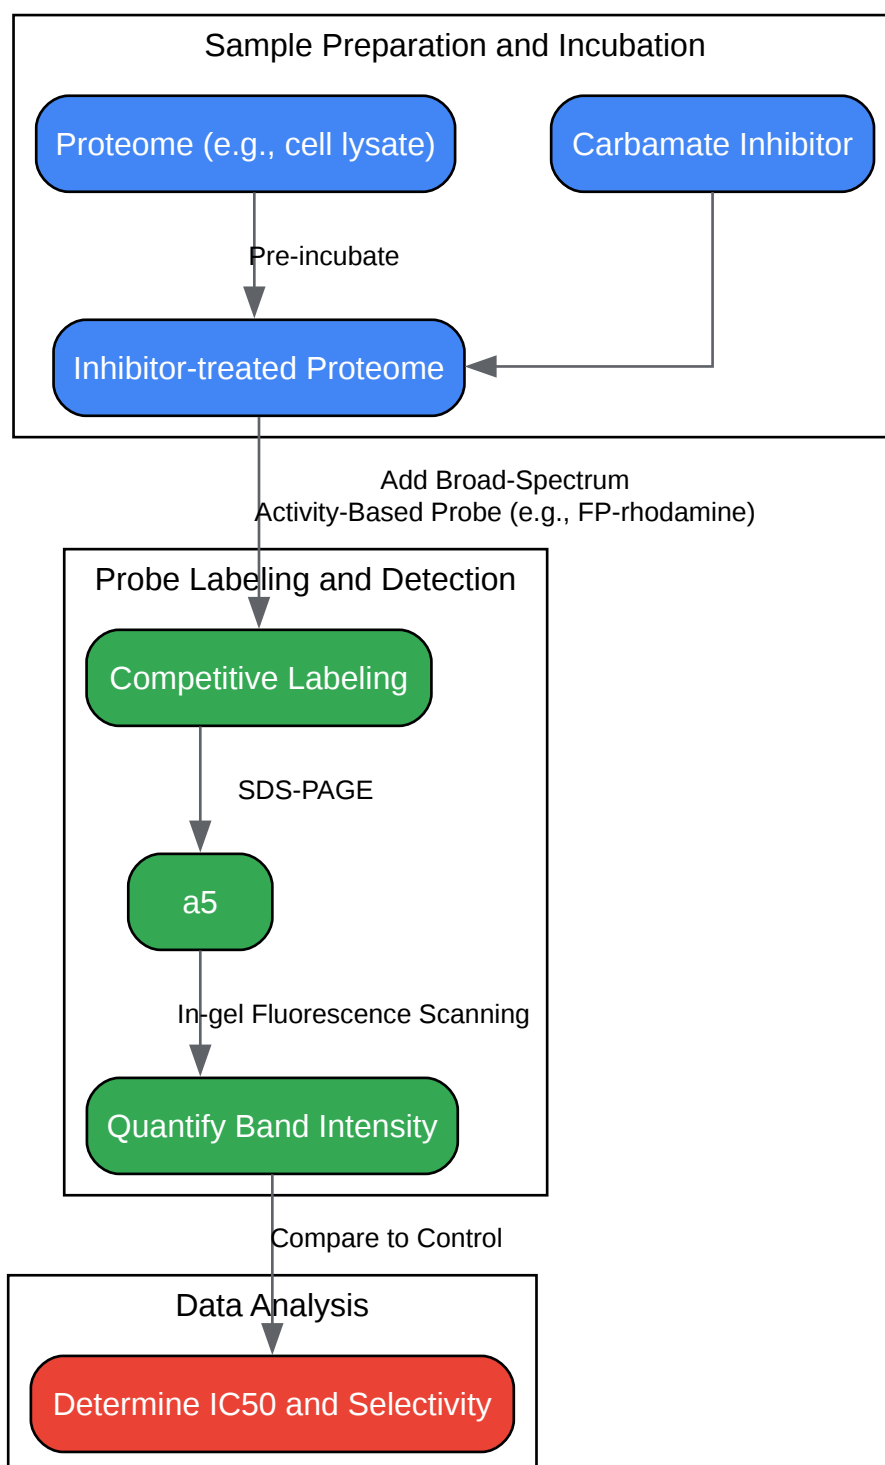 Sample Preparation and Incubation
Proteome (e.g., cell lysate)
Carbamate Inhibitor
Pre-incubate
Inhibitor-treated Proteome
Add Broad-Spectrum
Activity-Based Probe (e.g., FP-rhodamine)
Probe Labeling and Detection
Competitive Labeling
SDS-PAGE
a5
In-gel Fluorescence Scanning
Quantify Band Intensity
Compare to Control
Data Analysis
Determine IC50 and Selectivity